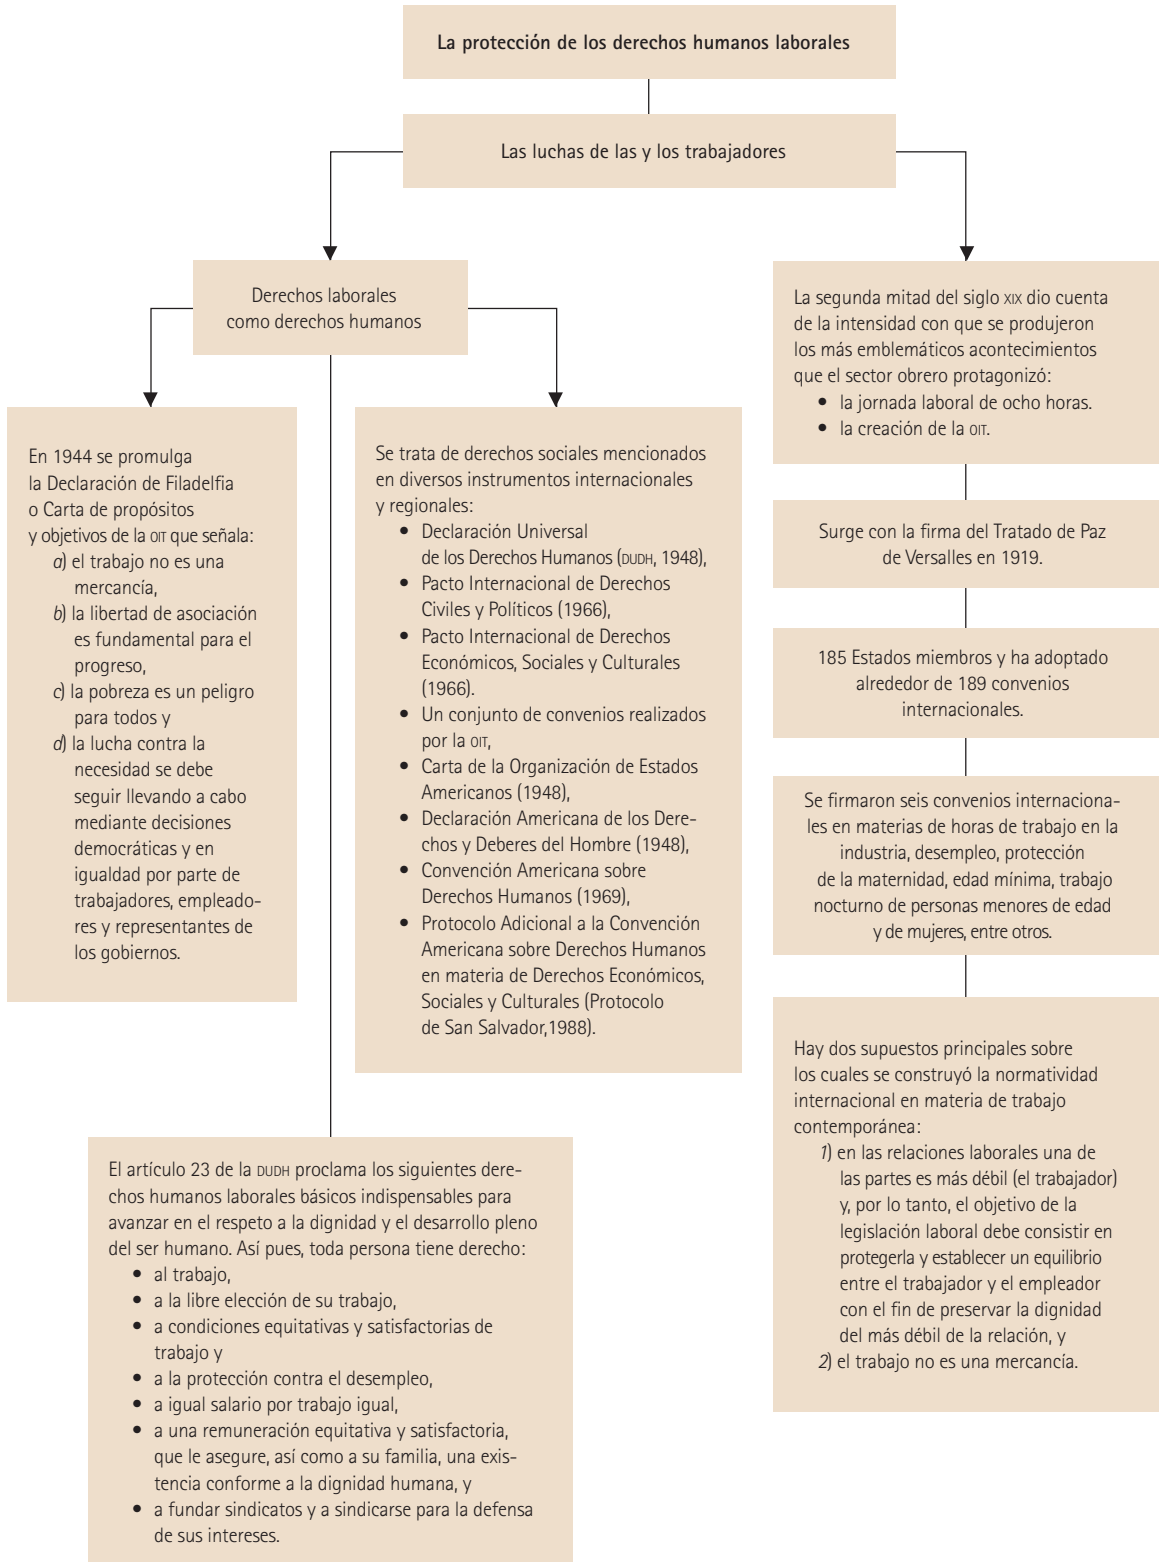 La protección de los derechos humanos laborales
Las luchas de las y los trabajadores
Derechos laborales
como derechos humanos
En 1944 se promulga
la Declaración de Filadelfia
o Carta de propósitos
y objetivos de la OIT que señala:
a) el trabajo no es una
mercancía,
b) la libertad de asociación
es fundamental para el
progreso,
c) la pobreza es un peligro
para todos y
d) la lucha contra la
necesidad se debe
seguir llevando a cabo
mediante decisiones
democráticas y en
igualdad por parte de
trabajadores, empleado-
res y representantes de
los gobiernos.
Se trata de derechos sociales mencionados
en diversos instrumentos internacionales
y regionales:
• Declaración Universal
de los Derechos Humanos (DUDH, 1948),
• Pacto Internacional de Derechos
Civiles y Políticos (1966),
• Pacto Internacional de Derechos
Económicos, Sociales y Culturales
(1966).
• Un conjunto de convenios realizados
por la OIT,
• Carta de la Organización de Estados
Americanos (1948),
• Declaración Americana de los Dere-
chos y Deberes del Hombre (1948),
• Convención Americana sobre
Derechos Humanos (1969),
• Protocolo Adicional a la Convención
Americana sobre Derechos Humanos
en materia de Derechos Económicos,
Sociales y Culturales (Protocolo
de San Salvador,1988).
El artículo 23 de la DUDH proclama los siguientes dere-
chos humanos laborales básicos indispensables para
avanzar en el respeto a la dignidad y el desarrollo pleno
del ser humano. Así pues, toda persona tiene derecho:
• al trabajo,
• a la libre elección de su trabajo,
• a condiciones equitativas y satisfactorias de
trabajo y
• a la protección contra el desempleo,
• a igual salario por trabajo igual,
• a una remuneración equitativa y satisfactoria,
que le asegure, así como a su familia, una exis-
tencia conforme a la dignidad humana, y
• a fundar sindicatos y a sindicarse para la defensa
de sus intereses.
La segunda mitad del siglo XIX dio cuenta
de la intensidad con que se produjeron
los más emblemáticos acontecimientos
que el sector obrero protagonizó:
• la jornada laboral de ocho horas.
• la creación de la OIT.
Surge con la firma del Tratado de Paz
de Versalles en 1919.
185 Estados miembros y ha adoptado
alrededor de 189 convenios
internacionales.
Se firmaron seis convenios internaciona-
les en materias de horas de trabajo en la
industria, desempleo, protección
de la maternidad, edad mínima, trabajo
nocturno de personas menores de edad
y de mujeres, entre otros.
Hay dos supuestos principales sobre
los cuales se construyó la normatividad
internacional en materia de trabajo
contemporánea:
1) en las relaciones laborales una de
las partes es más débil (el trabajador)
y, por lo tanto, el objetivo de la
legislación laboral debe consistir en
protegerla y establecer un equilibrio
entre el trabajador y el empleador
con el fin de preservar la dignidad
del más débil de la relación, y
2) el trabajo no es una mercancía.